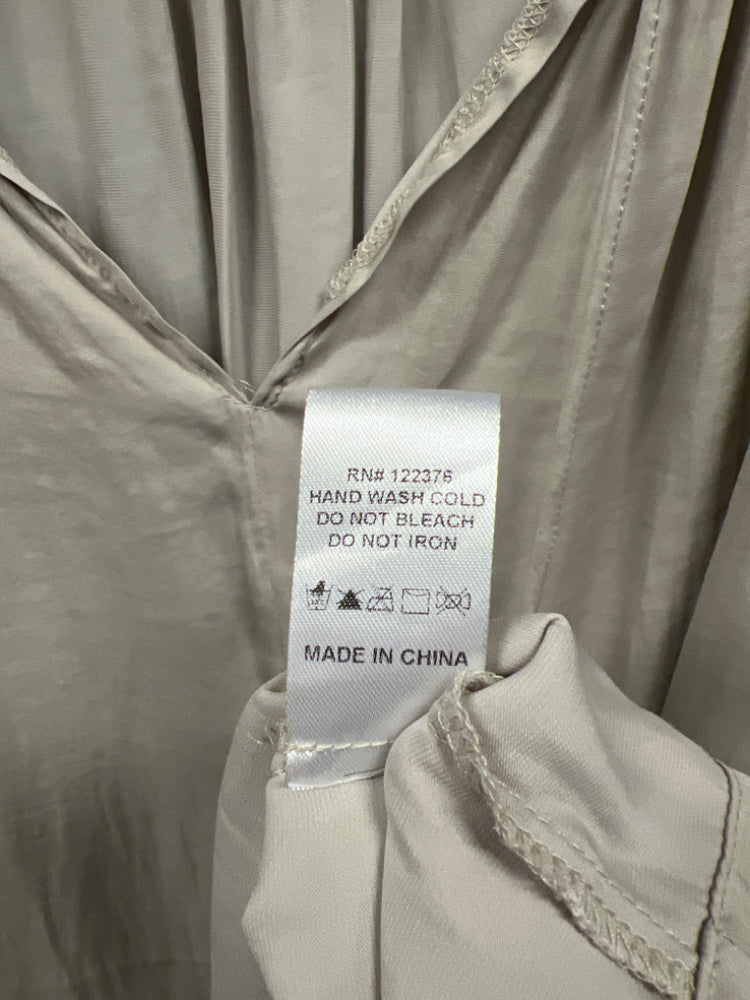 RN# 122376
HAND WASH COLD
DO NOT BLEACH
DO NOT IRON
MADE IN CHINA